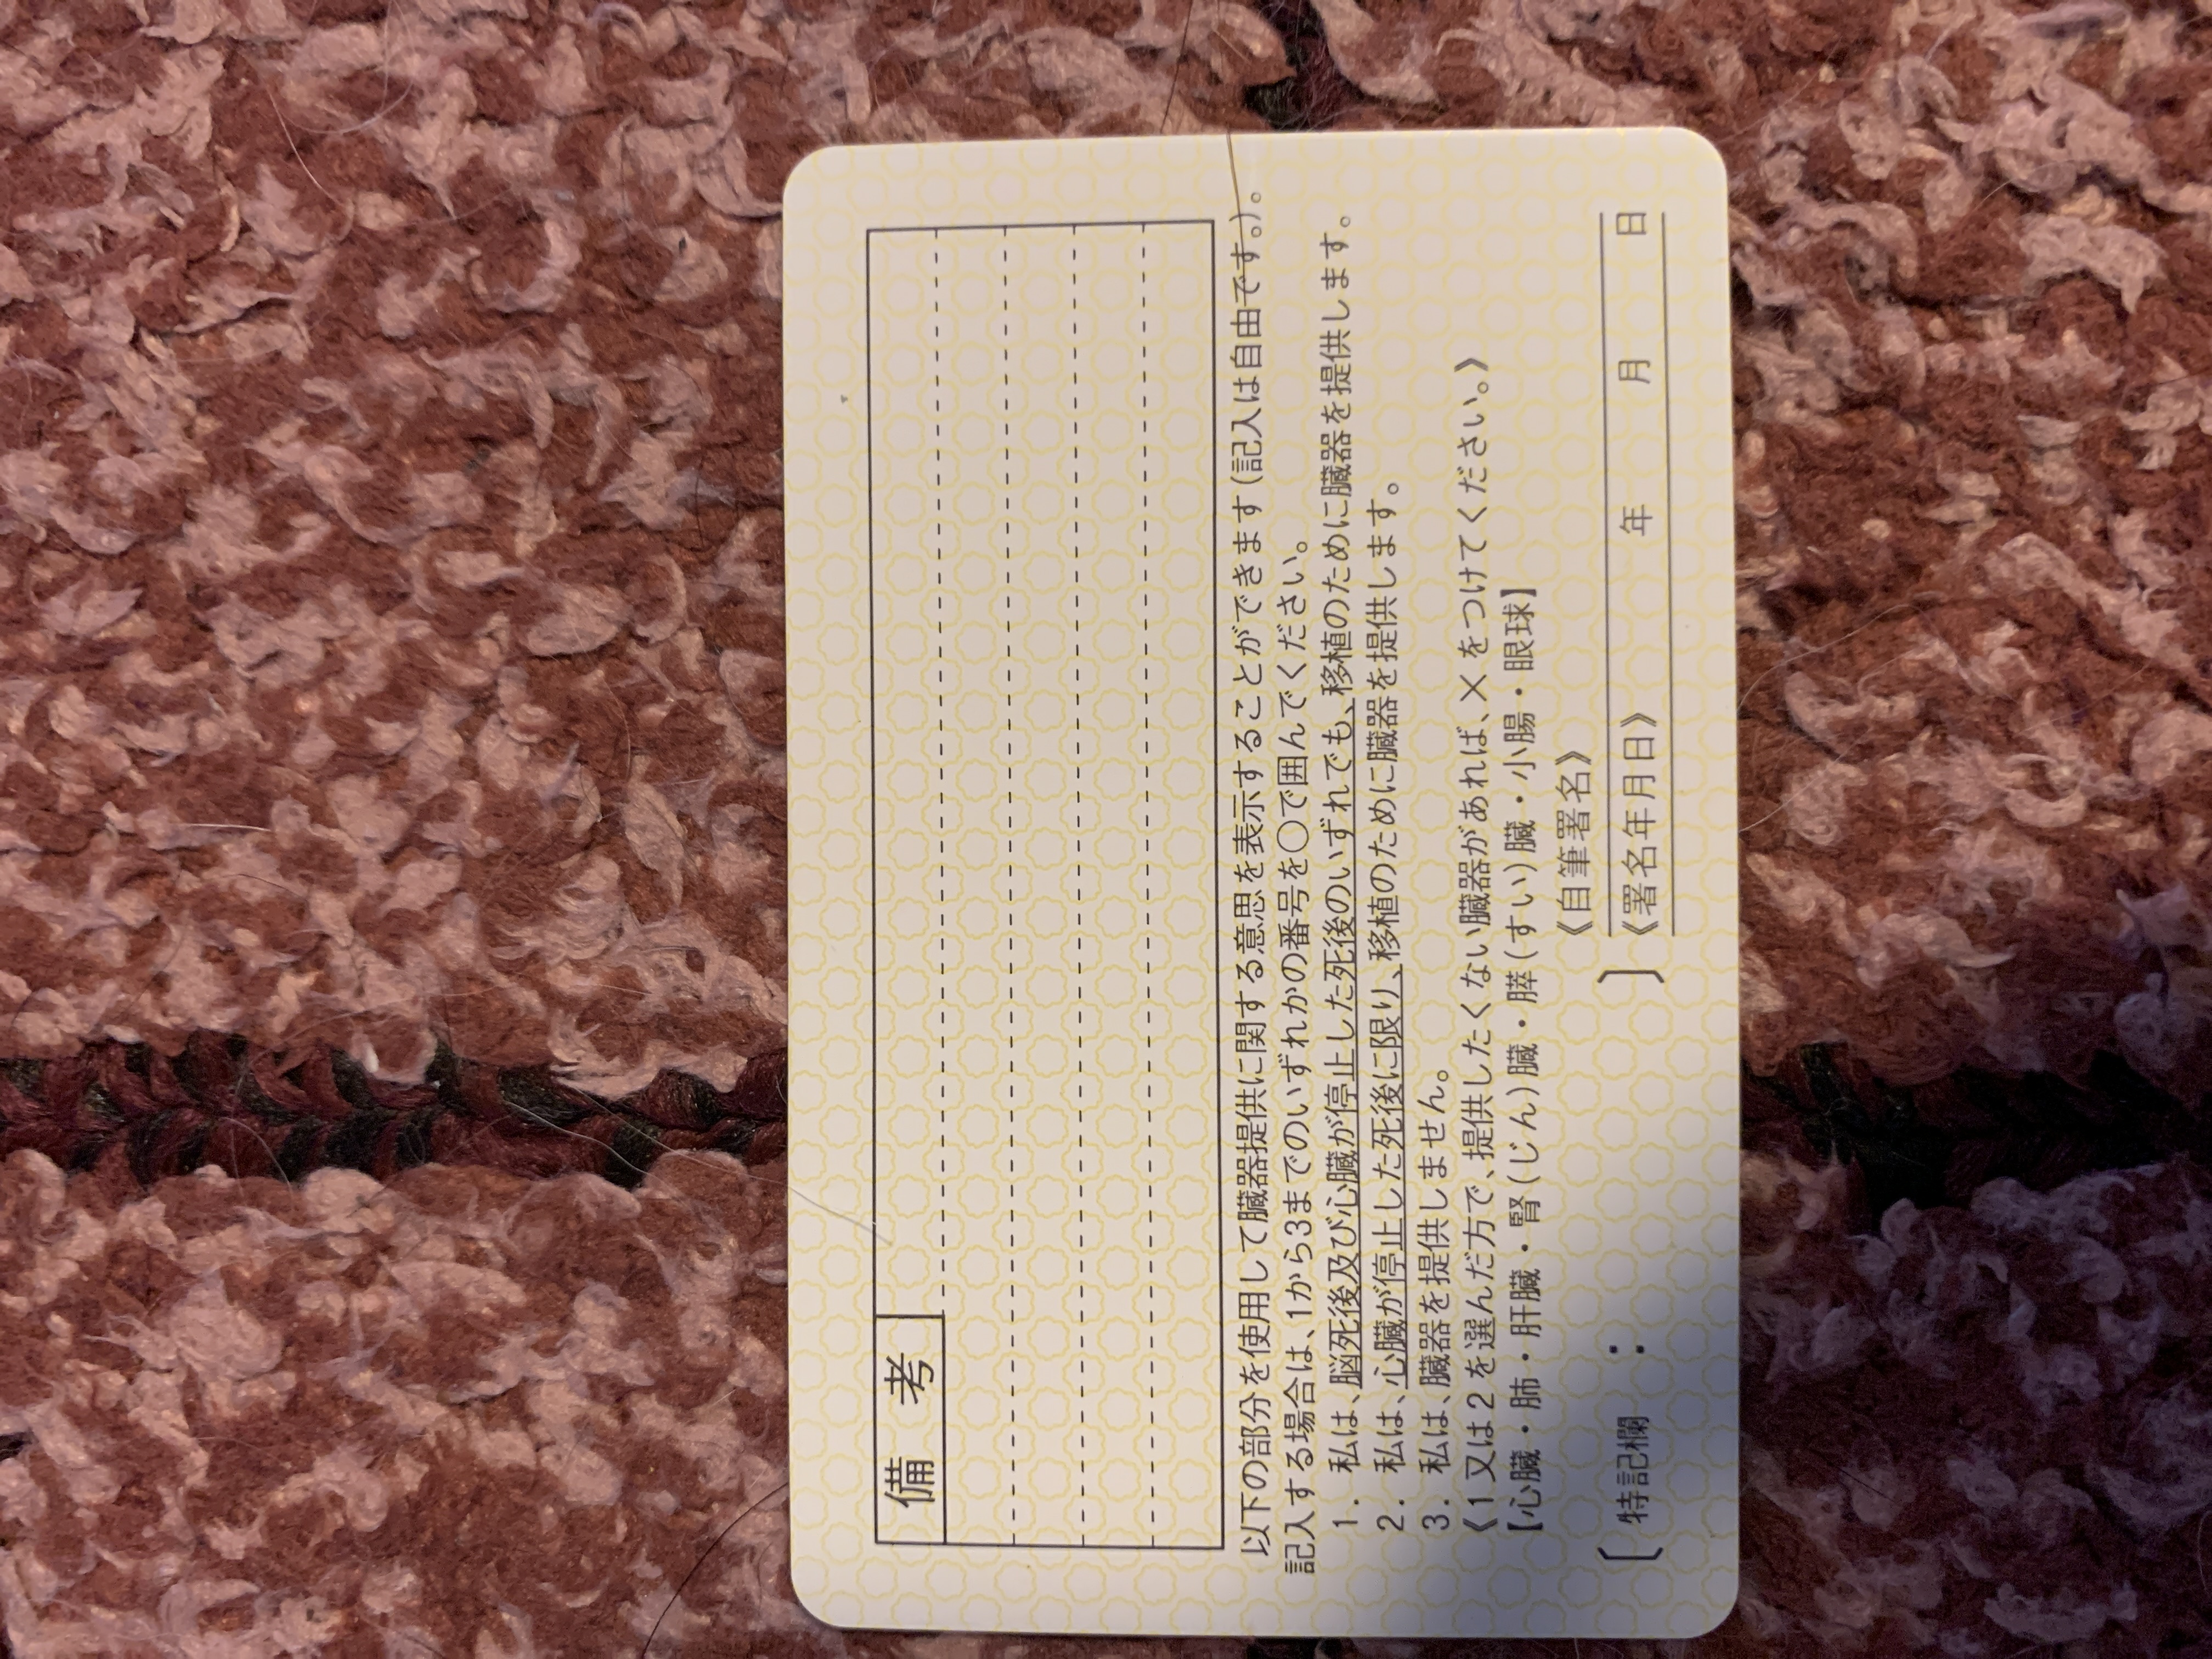 備考
以下の部分を使用して臓器提供に関する意思を表示することができます(記入は自由です。)。
記入する場合は、1から3までのいずれかの番号を○で囲んでください。
1. 私は、脳死後及び心臓が停止した死後のいずれでも、移植のために臓器を提供します。
2. 私は、心臓が停止した死後に限り、移植のために臓器を提供します。
3. 私は、臓器を提供しません。
《1又は2を選んだ方で、提供したくない臓器があれば、×をつけてください。》
【心臓・肺・肝臓・腎(じん)臓・膵(すい)臓・小腸・眼球】
《自筆署名》
〔特記欄:　〕《署名年月日》　年　月　日